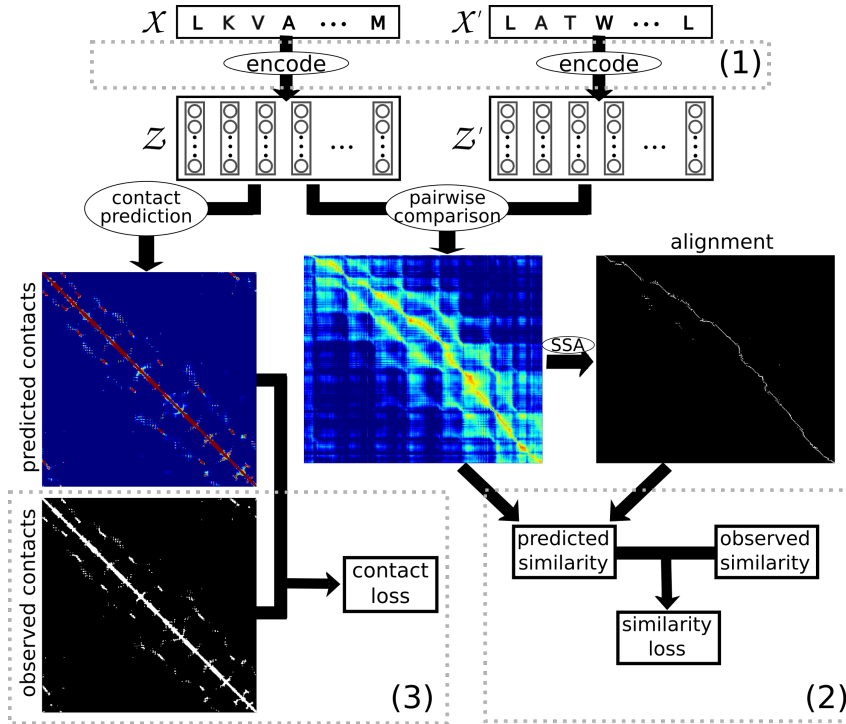 X L K V A ... M
X' L A T W ... L
encode
encode
(1)
Z ...
Z' ...
contact
prediction
pairwise
comparison
alignment
predicted contacts
SSA
observed contacts
predicted
similarity
observed
similarity
contact
loss
similarity
loss
(3)
(2)